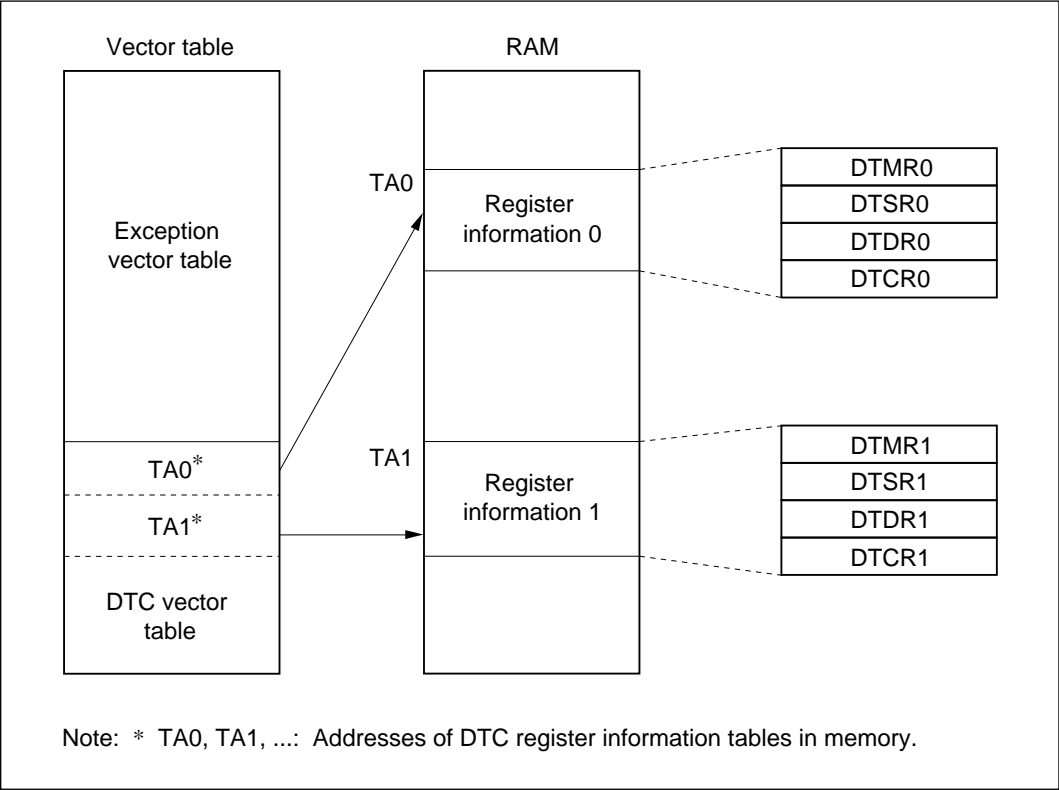 Vector table
RAM
Exception
vector table
TA0*
TA1*
DTC vector
table
TA0
Register
information 0
TA1
Register
information 1
DTMR0
DTSR0
DTDR0
DTCR0
DTMR1
DTSR1
DTDR1
DTCR1
Note: * TA0, TA1, ...: Addresses of DTC register information tables in memory.